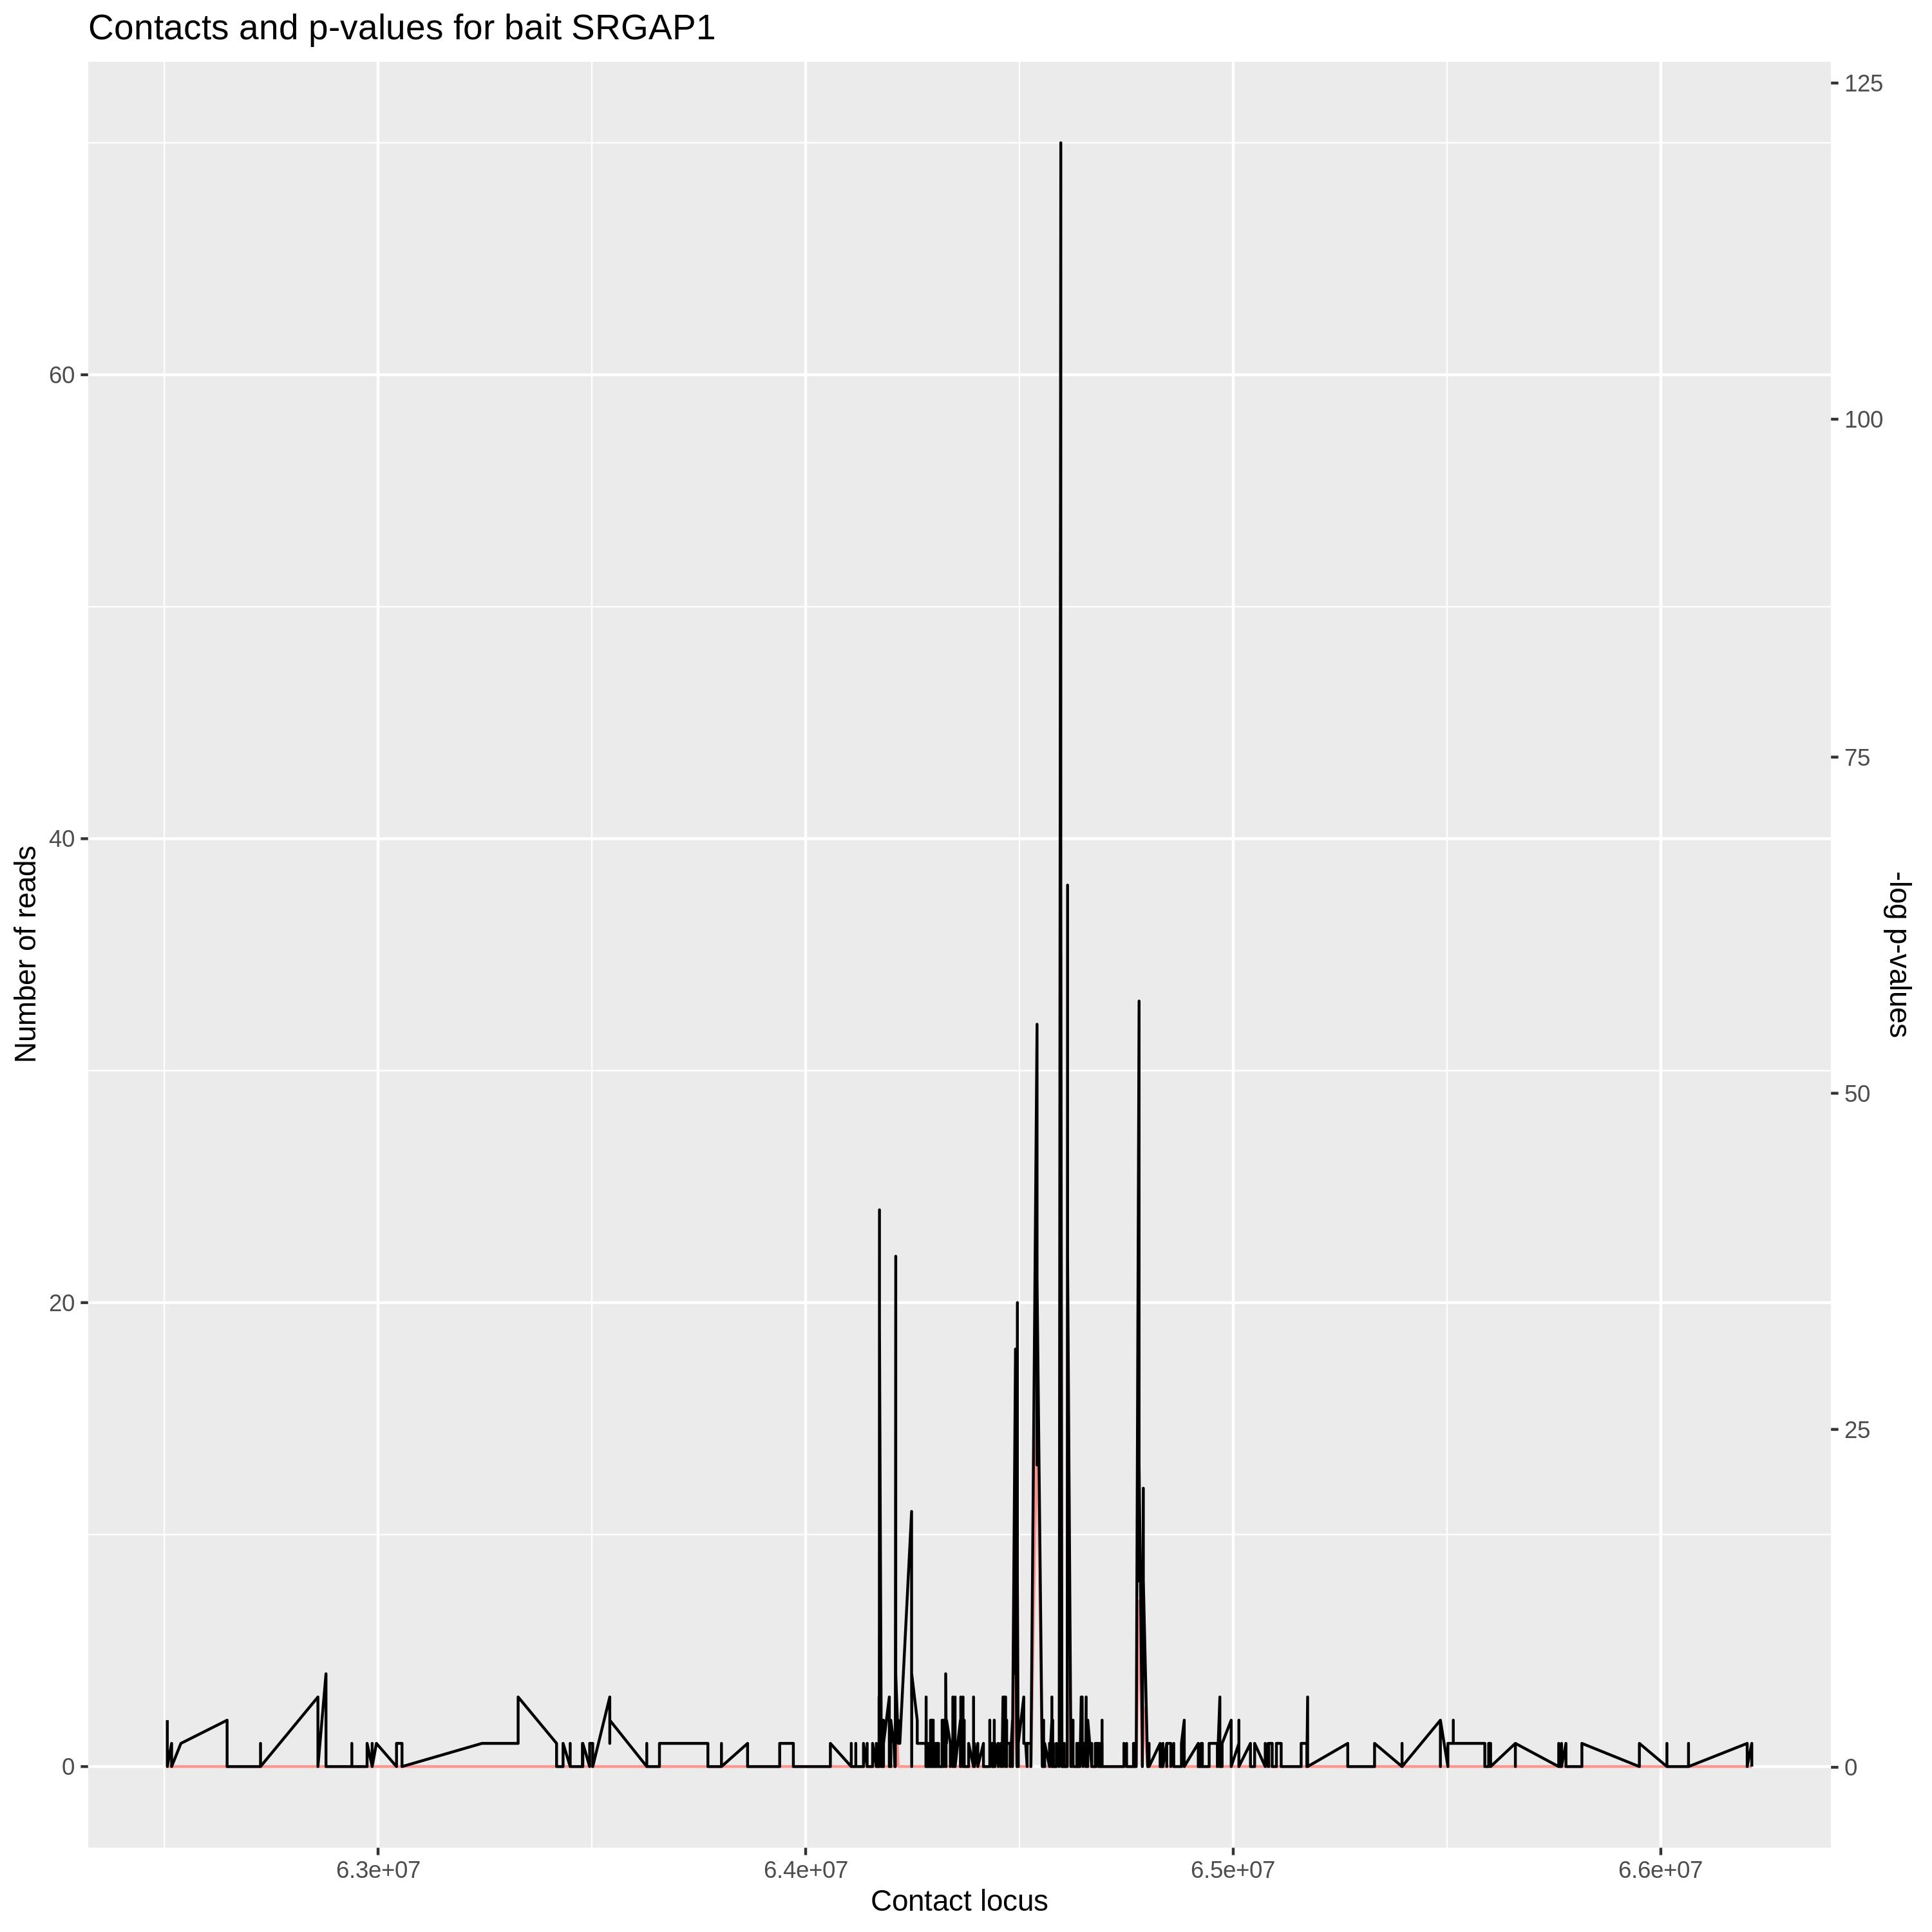 Contacts and p-values for bait SRGAP1
125
100
75
50
25
0
60
40
20
0
Number of reads
-log p-values
6.3e+07
6.4e+07
6.5e+07
6.6e+07
Contact locus